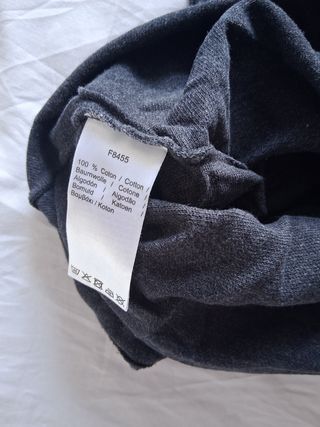 F8455
100 % Coton / Cotton /
Baumwolle / Cotone /
Algodón / Algodão /
Bomuld / Katoen /
Βαμβάκι / Koton